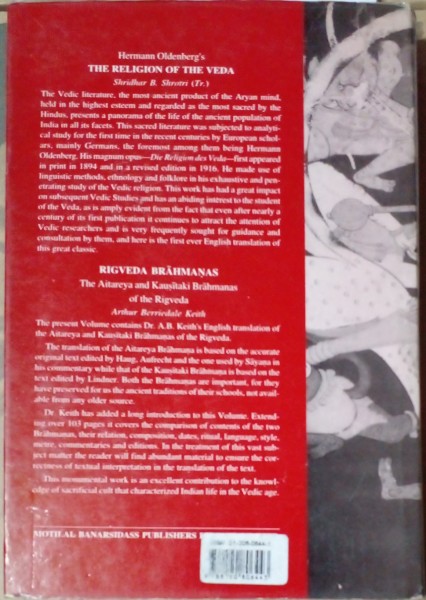 Hermann Oldenberg's
THE RELIGION OF THE VEDA
Shridhar B. Shrotri (Tr.)
The Vedic literature, the most ancient product of the Aryan mind,
held in the highest esteem and regarded as the most sacred by the
Hindus, presents a panorama of the life of the ancient population of
India in all its facets. This sacred literature was subjected to analyti-
cal study for the first time in the recent centuries by European schol-
ars, mainly Germans, the foremost among them being Hermann
Oldenberg. His magnum opus—Die Religion des Veda—first appeared
in print in 1894 and in a revised edition in 1916. He made use of
linguistic methods, ethnology and folklore in his exhaustive and pen-
etrating study of the Vedic religion. This work has had a great impact
on subsequent Vedic Studies and has an abiding interest to the student
of the Veda, as is amply evident from the fact that even after nearly a
century of its first publication it continues to attract the attention of
Vedic researchers and is very frequently sought for guidance and
consultation by them, and here is the first ever English translation of
this great classic.
RIGVEDA BRĀHMAṆAS
The Aitareya and Kauṣītaki Brāhmaṇas
of the Rigveda
Arthur Berriedale Keith
The present Volume contains Dr. A.B. Keith's English translation of
the Aitareya and Kauṣītaki Brāhmaṇas of the Rigveda.
The translation of the Aitareya Brāhmaṇa is based on the accurate
original text edited by Haug, Aufrecht and the one used by Sāyaṇa in
his commentary while that of the Kauṣītaki Brāhmaṇa is based on the
text edited by Lindner. Both the Brāhmaṇas are important, for they
have preserved for us the ancient traditions of their schools, not avail-
able from any older source.
Dr. Keith has added a long introduction to this Volume. Extend-
ing over 103 pages it covers the comparison of contents of the two
Brāhmaṇas, their relation, composition, dates, ritual, language, style,
metre, commentaries and editions. In the treatment of this vast sub-
ject matter the reader will find abundant material to ensure the cor-
rectness of textual interpretation in the translation of the text.
This monumental work is an excellent contribution to the knowl-
edge of sacrificial cult that characterized Indian life in the Vedic age.
MOTILAL BANARSIDASS PUBLISHERS